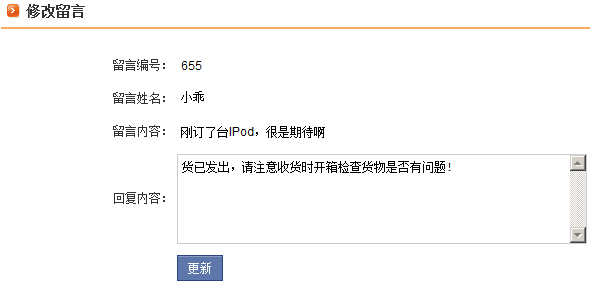 修改留言
留言编号： 655
留言姓名： 小乖
留言内容： 刚订了台IPod，很是期待啊
回复内容： 货已发出，请注意收货时开箱检查货物是否有问题！
更新